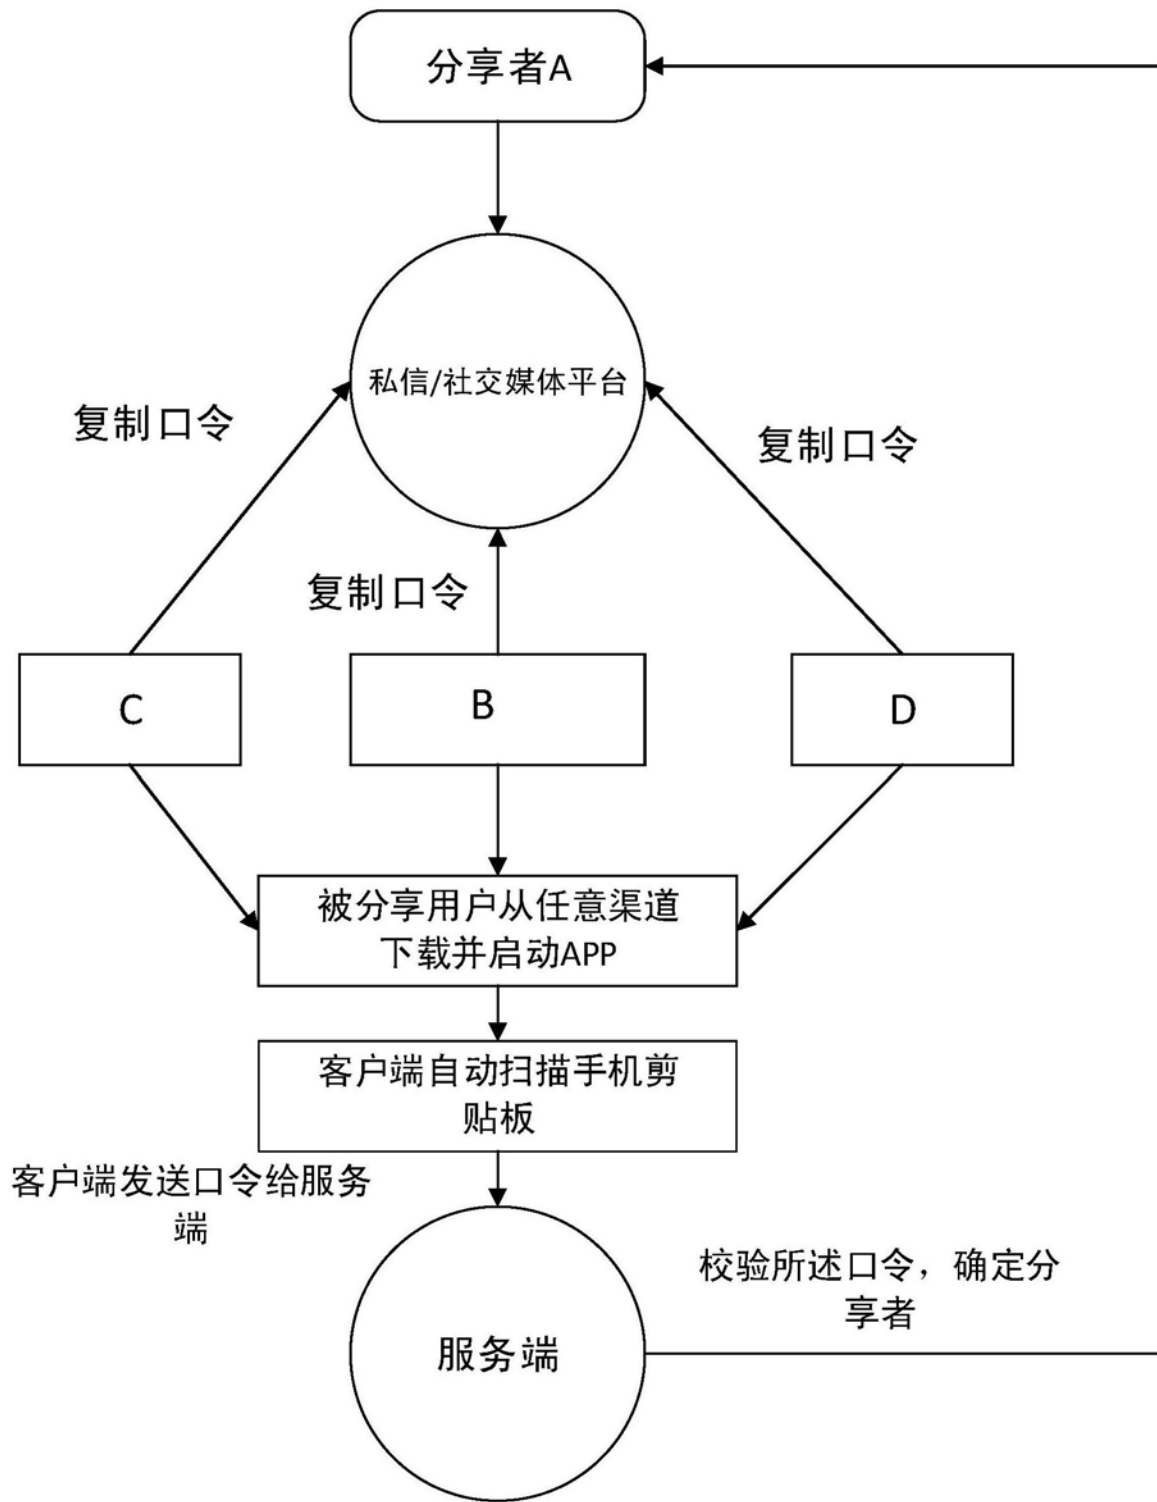 分享者A
私信/社交媒体平台
复制口令
复制口令
复制口令
C
B
D
被分享用户从任意渠道
下载并启动APP
客户端自动扫描手机剪
贴板
客户端发送口令给服务
端
校验所述口令，确定分
享者
服务端